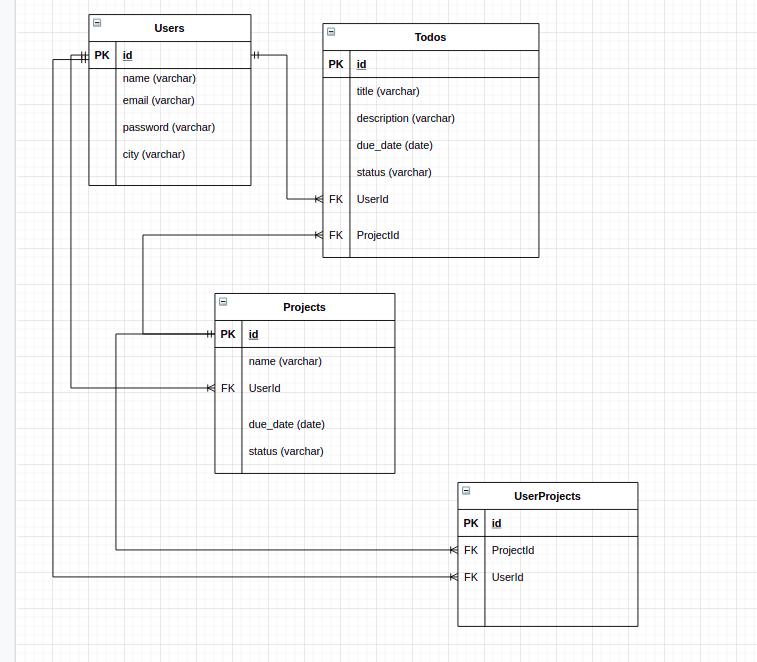 Users
PK id
name (varchar)
email (varchar)
password (varchar)
city (varchar)
Todos
PK id
title (varchar)
description (varchar)
due_date (date)
status (varchar)
FK UserId
FK ProjectId
Projects
PK id
name (varchar)
FK UserId
due_date (date)
status (varchar)
UserProjects
PK id
FK ProjectId
FK UserId